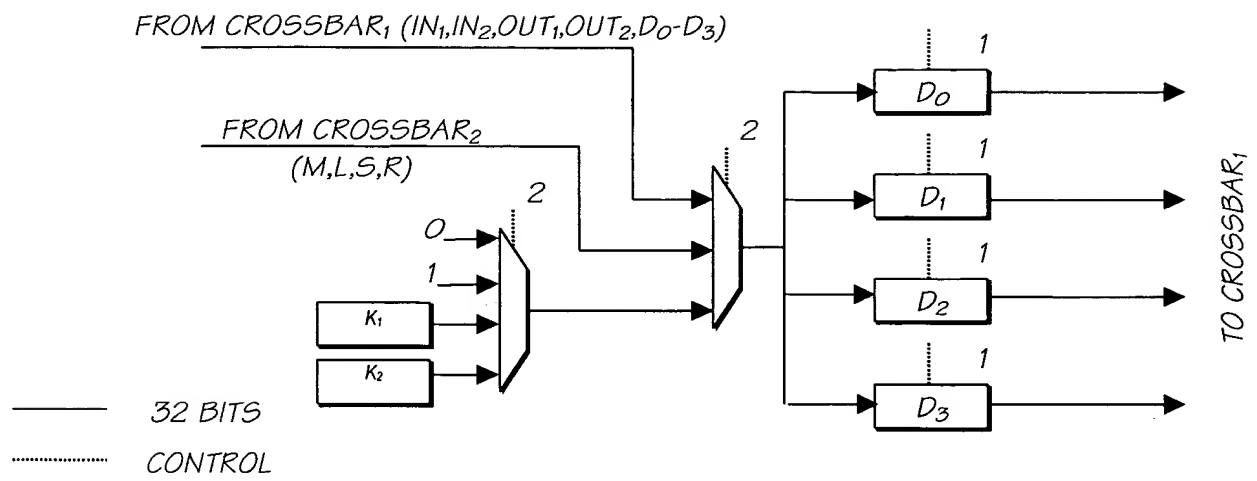 FROM CROSSBAR₁ (IN₁,IN₂,OUT₁,OUT₂,D₀-D₃)
1
D₀
FROM CROSSBAR₂
(M,L,S,R)
2
1
D₁
2
0
1
K₁
K₂
1
D₂
1
D₃
TO CROSSBAR₁
32 BITS
CONTROL